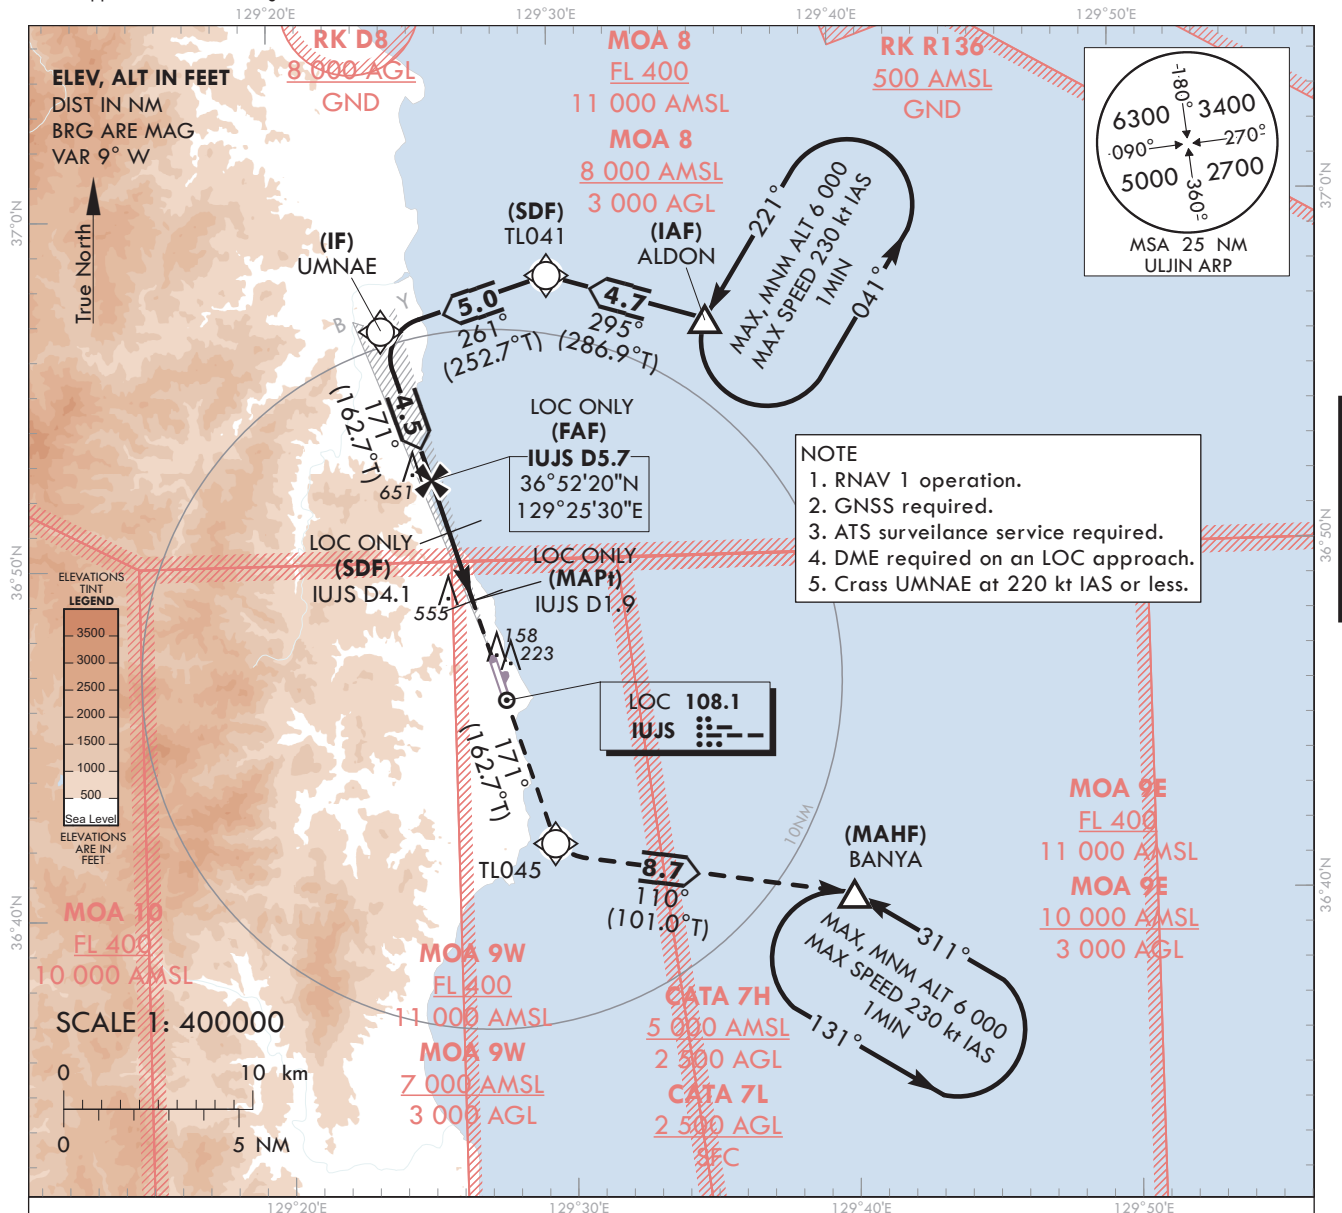 129°20'E
129°30'E
129°40'E
129°50'E
ELEV, ALT IN FEET
DIST IN NM
BRG ARE MAG
VAR 9° W
True North
RK D8
8 000 AGL
GND
MOA 8
FL 400
11 000 AMSL
MOA 8
8 000 AMSL
3 000 AGL
RK R136
500 AMSL
GND
180°
6300
3400
090°
270°
5000
2700
360°
MSA 25 NM
ULJIN ARP
37°0'N
37°0'N
(IF)
UMNAE
(SDF)
TL041
(IAF)
ALDON
221°
MAX, MNM ALT 6 000
MAX SPEED 230 kt IAS
1MIN
041°
B
Y
5.0
261°
(252.7°T)
4.7
295°
(286.9°T)
4.5
171°
(162.7°T)
651
LOC ONLY
(FAF)
IUJS D5.7
36°52'20"N
129°25'30"E
NOTE
1. RNAV 1 operation.
2. GNSS required.
3. ATS surveilance service required.
4. DME required on an LOC approach.
5. Crass UMNAE at 220 kt IAS or less.
36°50'N
36°50'N
LOC ONLY
(SDF)
IUJS D4.1
LOC ONLY
(MAPt)
IUJS D1.9
555
158
223
ELEVATIONS
TINT
LEGEND
3500
3000
2500
2000
1500
1000
500
Sea Level
ELEVATIONS
ARE IN
FEET
LOC 108.1
IUJS
171°
(162.7°T)
TL045
8.7
110°
(101.0°T)
10NM
(MAHF)
BANYA
311°
MAX, MNM ALT 6 000
MAX SPEED 230 kt IAS
1MIN
131°
MOA 9E
FL 400
11 000 AMSL
MOA 9E
10 000 AMSL
3 000 AGL
36°40'N
36°40'N
MOA 10
FL 400
10 000 AMSL
MOA 9W
FL 400
11 000 AMSL
MOA 9W
7 000 AMSL
3 000 AGL
CATA 7H
5 000 AMSL
2 500 AGL
CATA 7L
2 500 AGL
SFC
SCALE 1: 400000
0 10 km
0 5 NM
129°20'E
129°30'E
129°40'E
129°50'E